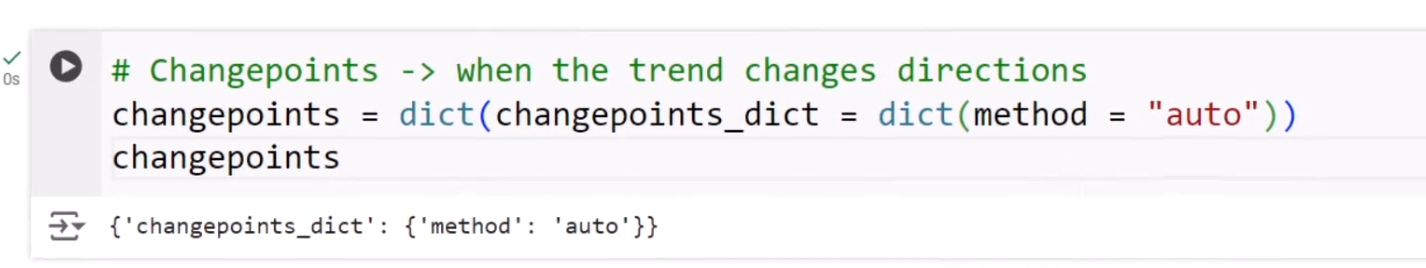 # Changepoints -> when the trend changes directions
0s
changepoints = dict(changepoints_dict = dict(method = "auto"))
changepoints
{'changepoints_dict': {'method': 'auto'}}